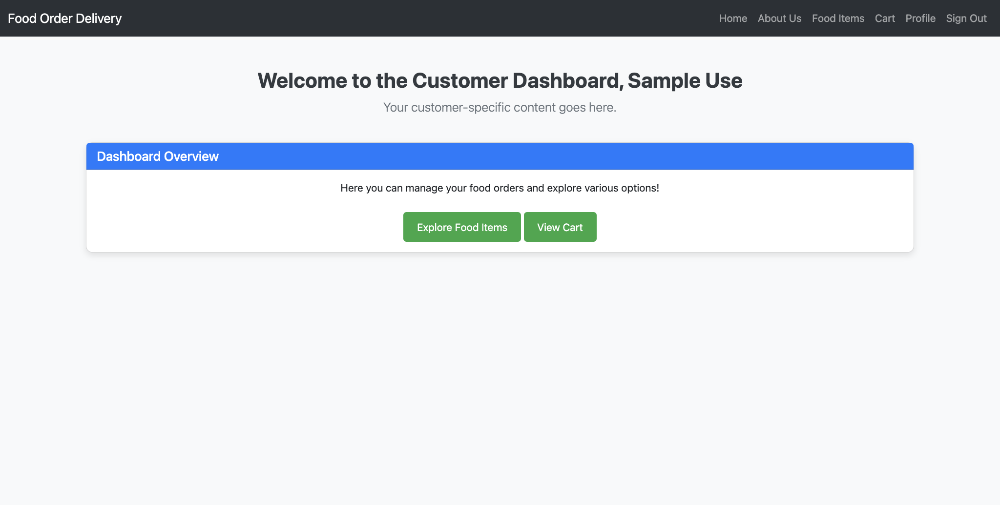 Food Order Delivery
Home About Us Food Items Cart Profile Sign Out
Welcome to the Customer Dashboard, Sample Use
Your customer-specific content goes here.
Dashboard Overview
Here you can manage your food orders and explore various options!
Explore Food Items View Cart